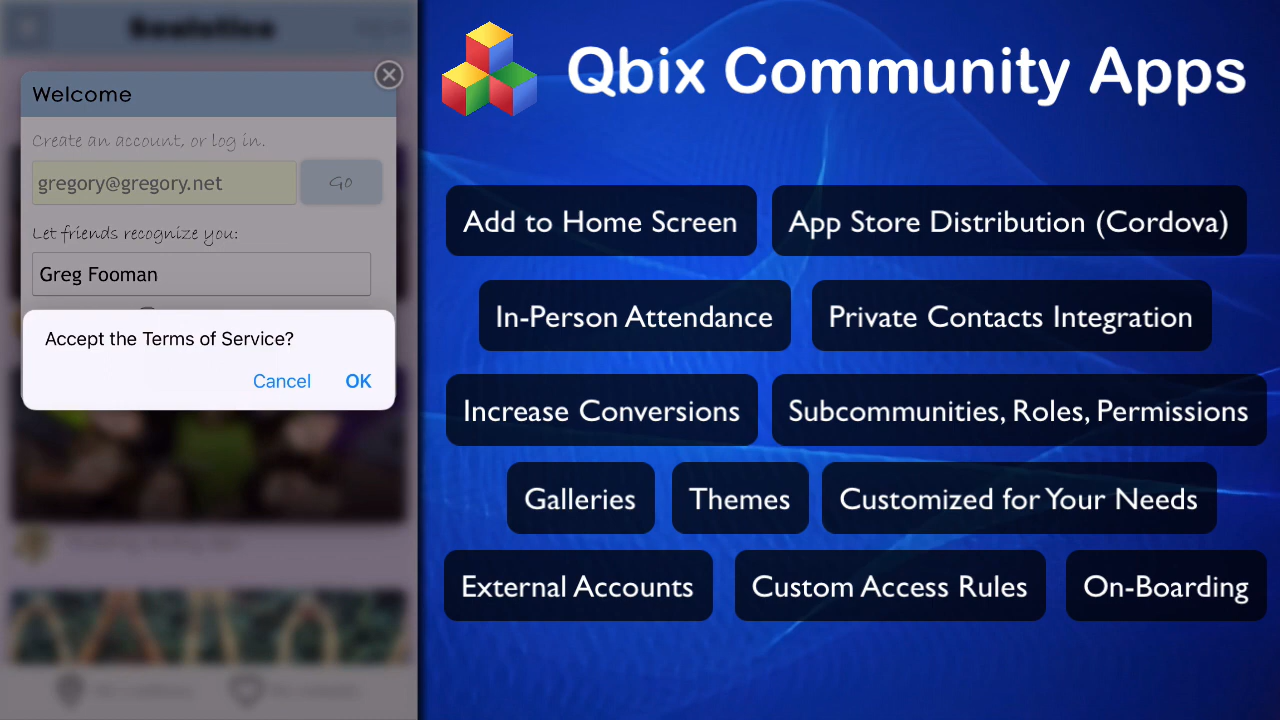 Welcome
Create an account, or log in.
gregory@gregory.net
Go
Let friends recognize you:
Greg Fooman
Accept the Terms of Service?
Cancel OK
Qbix Community Apps
Add to Home Screen
App Store Distribution (Cordova)
In-Person Attendance
Private Contacts Integration
Increase Conversions
Subcommunities, Roles, Permissions
Galleries
Themes
Customized for Your Needs
External Accounts
Custom Access Rules
On-Boarding